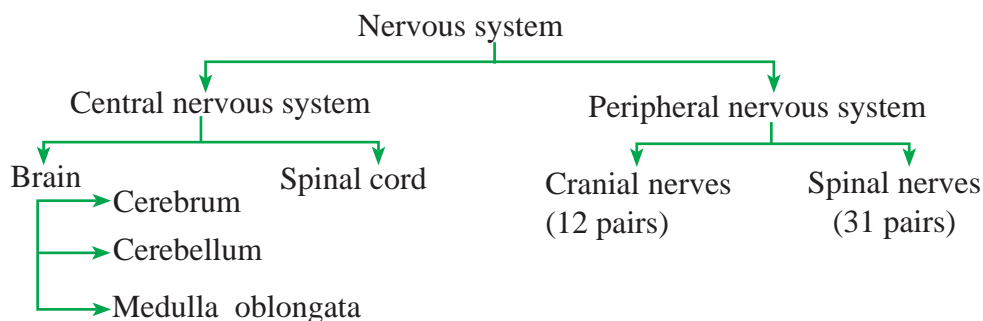 Nervous system
Central nervous system
Peripheral nervous system
Brain
Spinal cord
Cranial nerves
(12 pairs)
Spinal nerves
(31 pairs)
Cerebrum
Cerebellum
Medulla oblongata